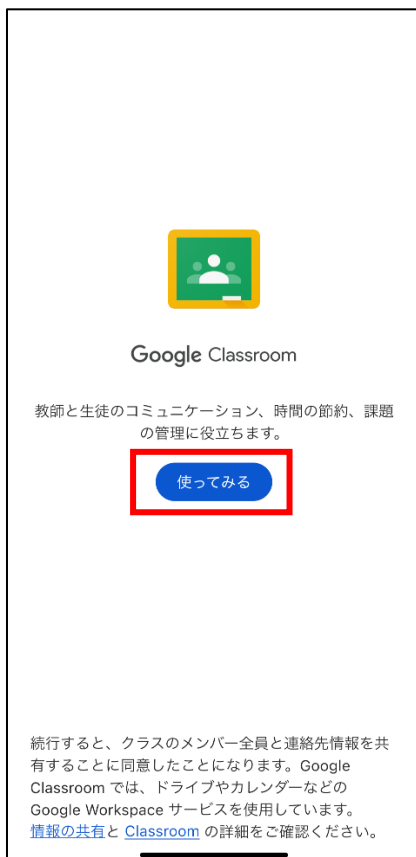 Google Classroom
教師と生徒のコミュニケーション、時間の節約、課題
の管理に役立ちます。
使ってみる
続行すると、クラスのメンバー全員と連絡先情報を共
有することに同意したことになります。Google
Classroom では、ドライブやカレンダーなどの
Google Workspace サービスを使用しています。
情報の共有と Classroom の詳細をご確認ください。